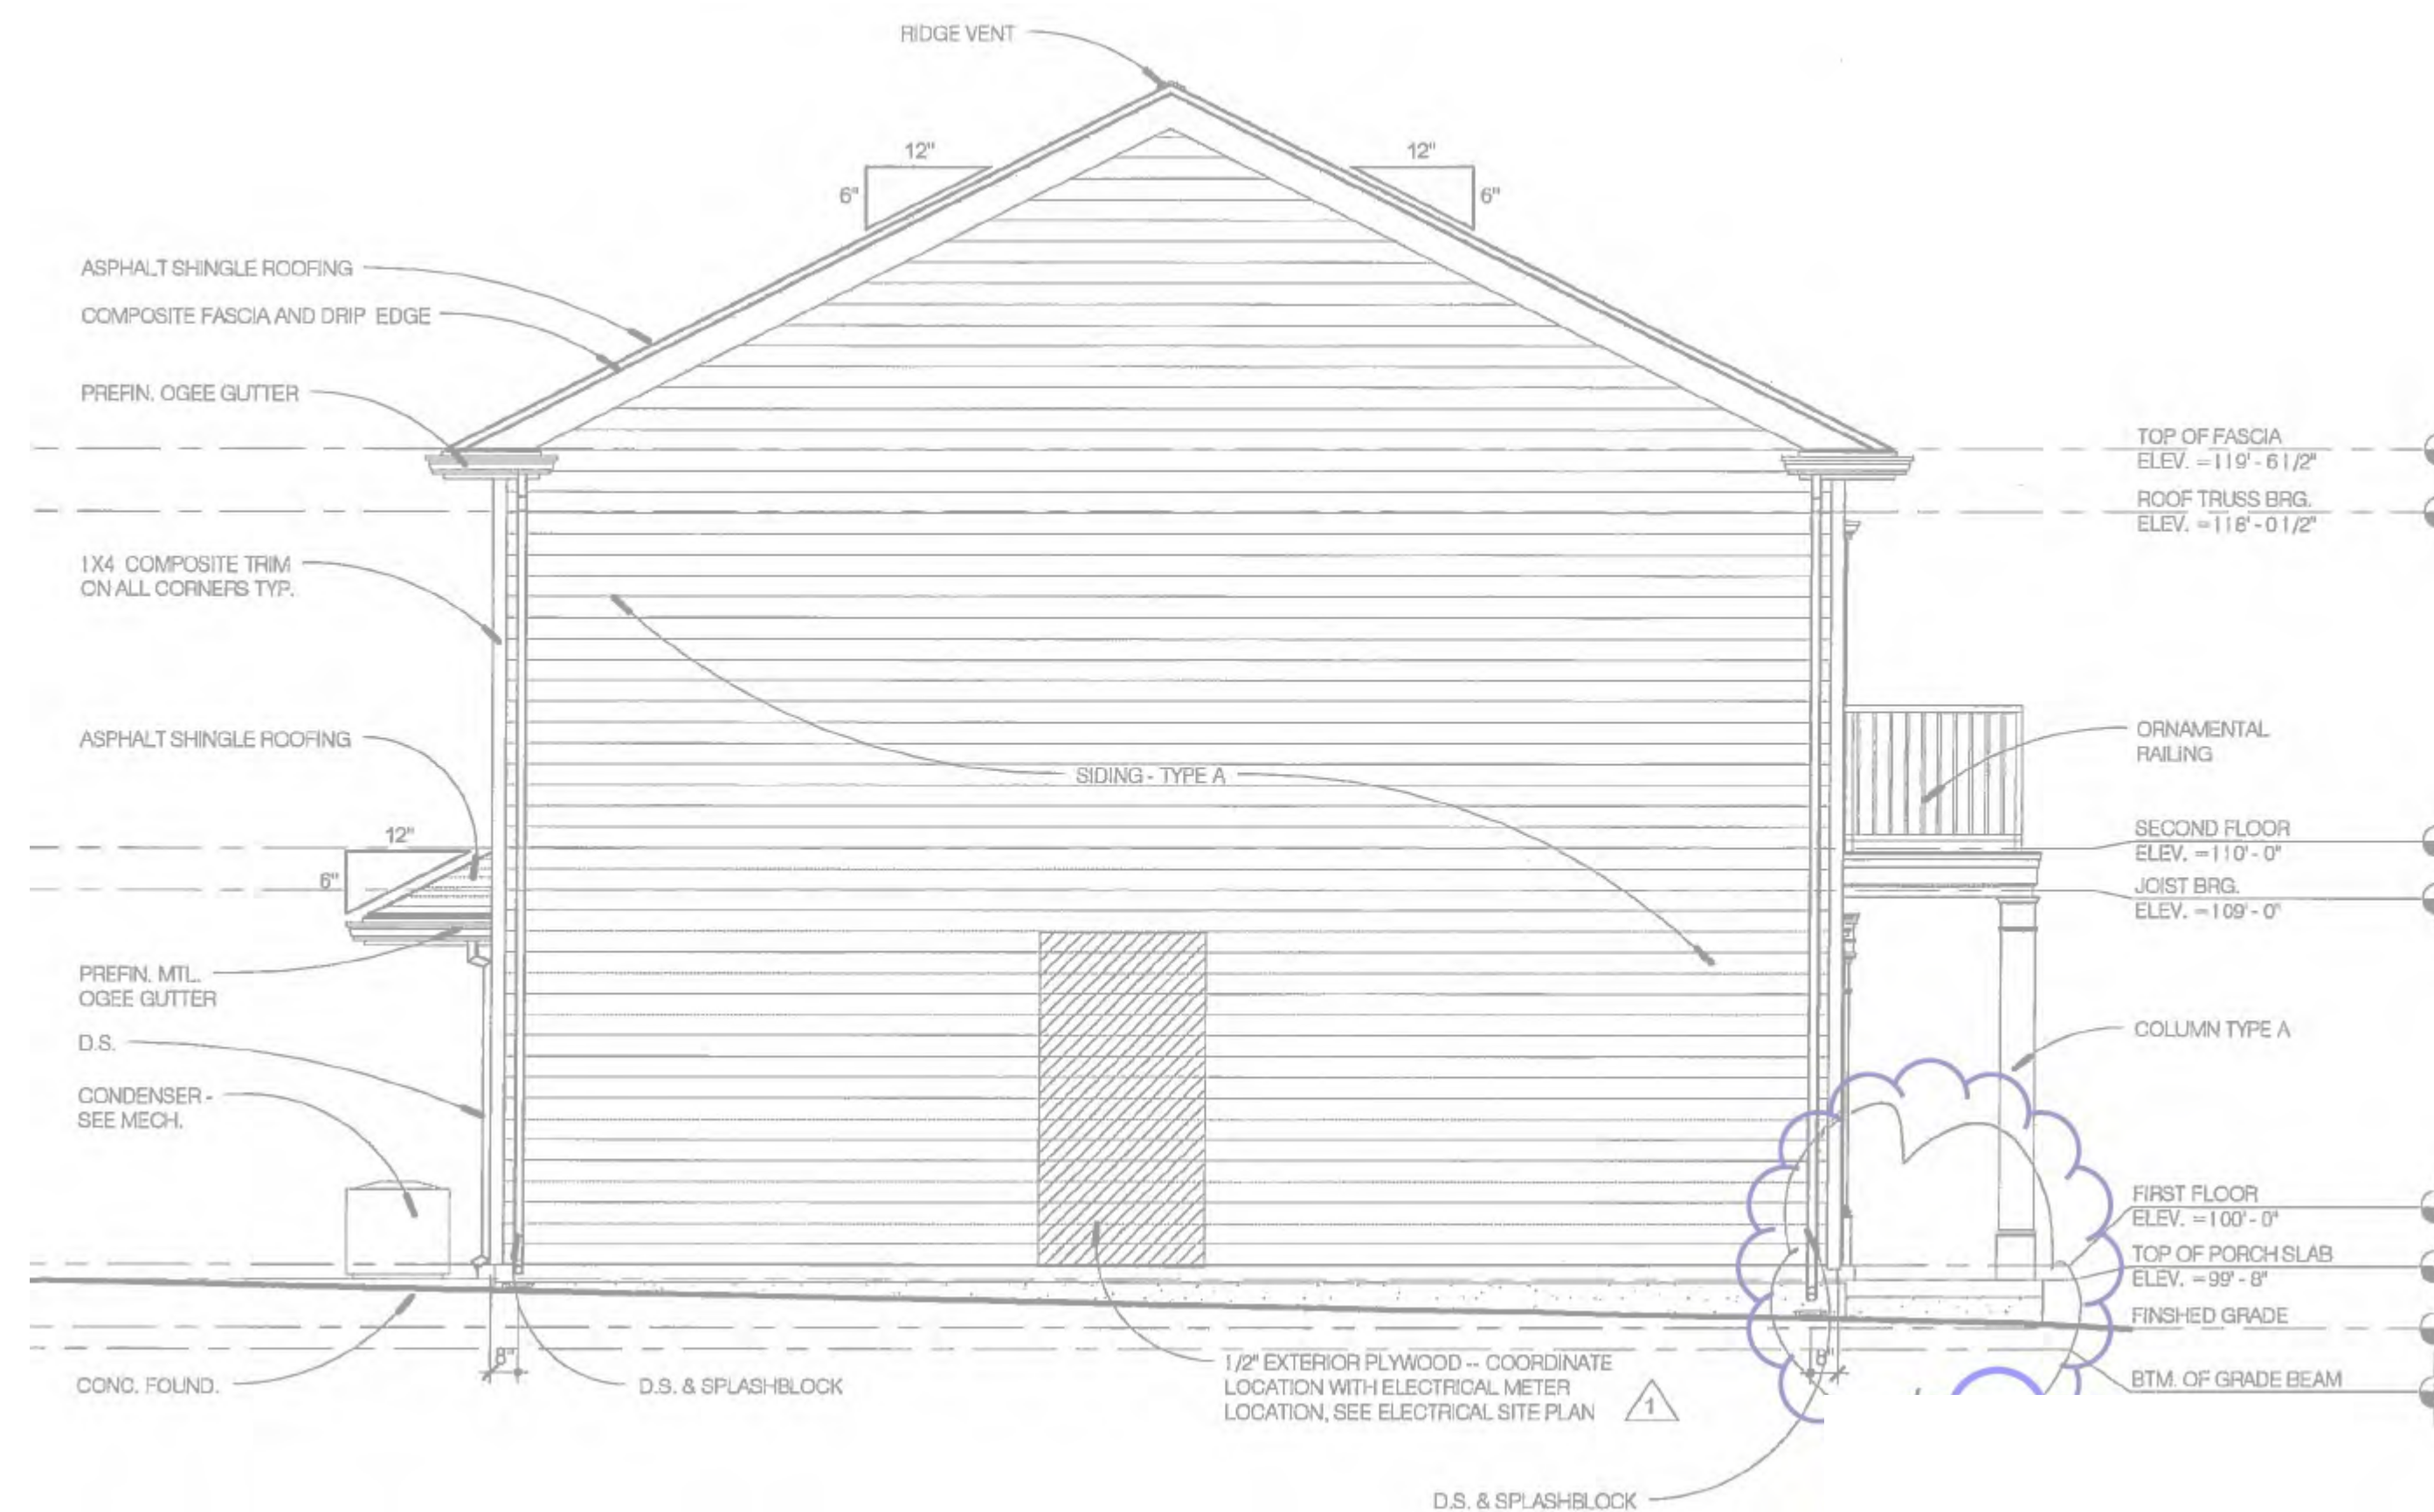 RIDGE VENT
12"
12"
6"
6"
ASPHALT SHINGLE ROOFING
COMPOSITE FASCIA AND DRIP EDGE
PREFIN. OGEE GUTTER
TOP OF FASCIA
ELEV. = 119' - 6 1/2"
ROOF TRUSS BRG.
ELEV. = 118' - 0 1/2"
1X4 COMPOSITE TRIM
ON ALL CORNERS TYP.
ASPHALT SHINGLE ROOFING
ORNAMENTAL
RAILING
SIDING - TYPE A
12"
6"
SECOND FLOOR
ELEV. = 110' - 0"
JOIST BRG.
ELEV. = 109' - 0"
PREFIN. MTL.
OGEE GUTTER
D.S.
COLUMN TYPE A
CONDENSER -
SEE MECH.
FIRST FLOOR
ELEV. = 100' - 0"
TOP OF PORCH SLAB
ELEV. = 99' - 8"
FINSHED GRADE
8"
8"
CONC. FOUND.
D.S. & SPLASHBLOCK
1/2" EXTERIOR PLYWOOD -- COORDINATE
LOCATION WITH ELECTRICAL METER
LOCATION, SEE ELECTRICAL SITE PLAN
1
BTM. OF GRADE BEAM
D.S. & SPLASHBLOCK